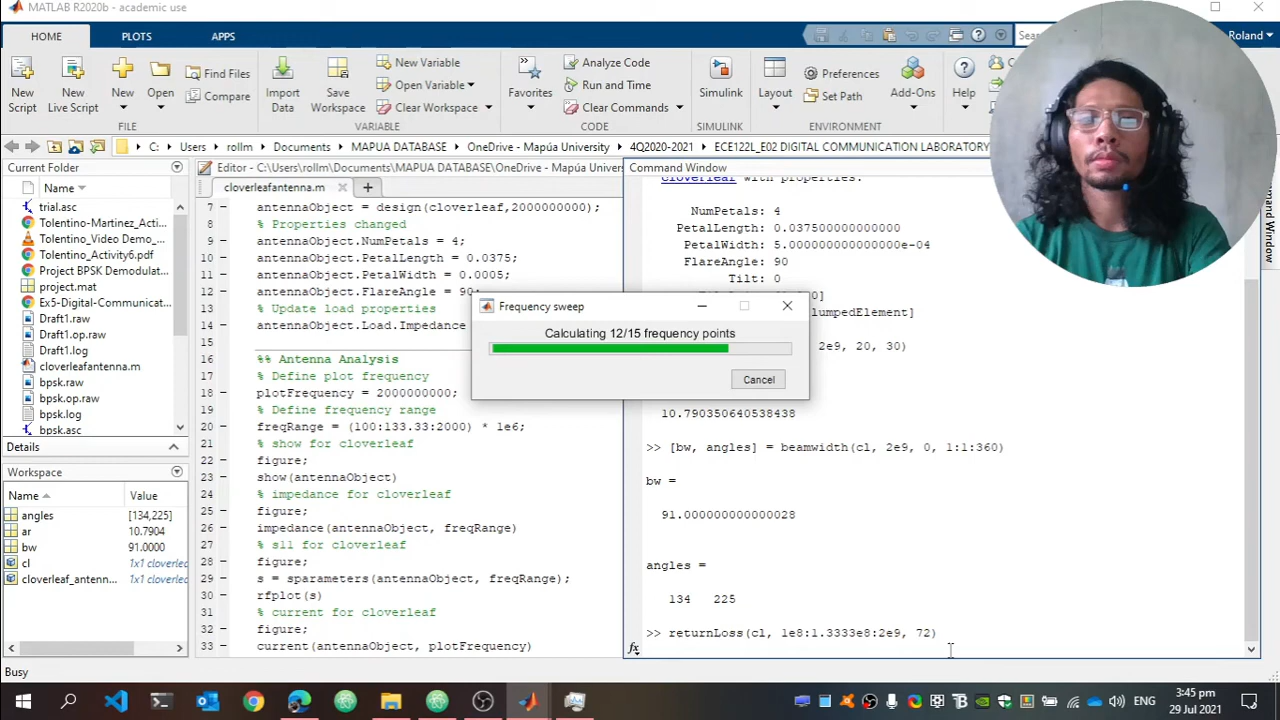 MATLAB R2020b - academic use
HOME PLOTS APPS
Roland
New Script
New Live Script
New
Open
Find Files
Compare
FILE
Import Data
Save Workspace
New Variable
Open Variable
Clear Workspace
VARIABLE
Favorites
Analyze Code
Run and Time
Clear Commands
CODE
Simulink
SIMULINK
Layout
Preferences
Set Path
Add-Ons
ENVIRONMENT
Help
C: Users rollm Documents MAPUA DATABASE OneDrive - Mapúa University 4Q2020-2021 ECE122L_E02 DIGITAL COMMUNICATION LABORATORY
Current Folder
Name
trial.asc
Tolentino-Martinez_Acti...
Tolentino_Video Demo_...
Tolentino_Activity6.pdf
Project BPSK Demodulat...
project.mat
Ex5-Digital-Communicat...
Draft1.raw
Draft1.op.raw
Draft1.log
cloverleafantenna.m
bpsk.raw
bpsk.op.raw
bpsk.log
bpsk.asc
Details
Workspace
Name Value
angles [134,225]
ar 10.7904
bw 91.0000
cl 1x1 cloverleaf
cloverleaf_antenn... 1x1 cloverleaf
Editor - C:\Users\rollm\Documents\MAPUA DATABASE\OneDrive - Mapúa University
cloverleafantenna.m
7 - antennaObject = design(cloverleaf,2000000000);
8 % Properties changed
9 - antennaObject.NumPetals = 4;
10 - antennaObject.PetalLength = 0.0375;
11 - antennaObject.PetalWidth = 0.0005;
12 - antennaObject.FlareAngle = 90;
13 % Update load properties
14 - antennaObject.Load.Impedance
15
16 %% Antenna Analysis
17 % Define plot frequency
18 - plotFrequency = 2000000000;
19 % Define frequency range
20 - freqRange = (100:133.33:2000) * 1e6;
21 % show for cloverleaf
22 - figure;
23 - show(antennaObject)
24 % impedance for cloverleaf
25 - figure;
26 - impedance(antennaObject, freqRange)
27 % s11 for cloverleaf
28 - figure;
29 - s = sparameters(antennaObject, freqRange);
30 - rfplot(s)
31 % current for cloverleaf
32 - figure;
33 - current(antennaObject, plotFrequency)
Frequency sweep
Calculating 12/15 frequency points
Cancel
Command Window
cloverleaf with properties:
NumPetals: 4
PetalLength: 0.037500000000000
PetalWidth: 5.000000000000000e-04
FlareAngle: 90
Tilt: 0
0]
lumpedElement]
2e9, 20, 30)
10.790350640538438
>> [bw, angles] = beamwidth(cl, 2e9, 0, 1:1:360)
bw =
91.000000000000028
angles =
134 225
>> returnLoss(cl, 1e8:1.3333e8:2e9, 72)
fx
Busy
ENG
3:45 pm
29 Jul 2021